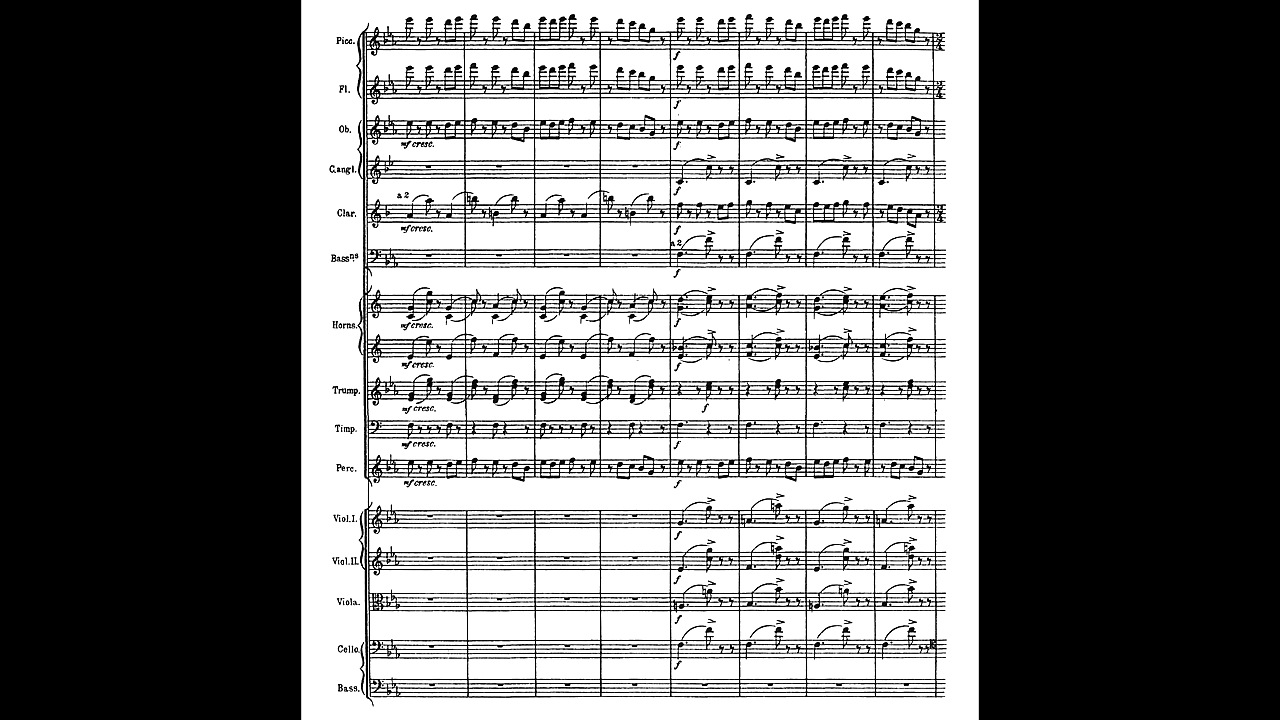 Picc.
f
Fl.
f
Ob.
mf cresc.
f
C.angl.
f
a 2
Clar.
mf cresc.
f
a 2
Bassns
f
Horns.
mf cresc.
f
mf cresc.
f
Trump.
mf cresc.
f
Timp.
mf cresc.
f
Perc.
mf cresc.
f
Viol.I.
f
Viol.II.
f
Viola.
f
Cello.
f
Bass.